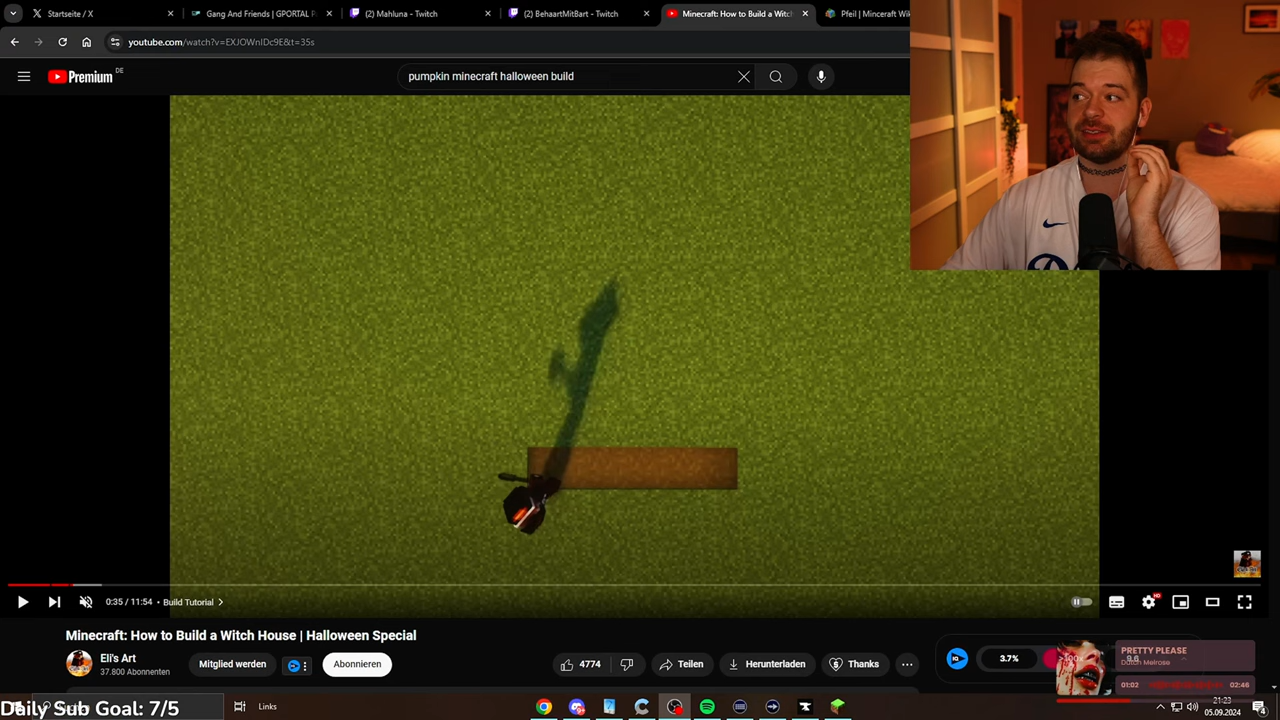 Startseite / X
Gang And Friends | GPORTAL
(2) Mahluna - Twitch
(2) BehaartMitBart - Twitch
Minecraft: How to Build a Witch
Pfeil | Minecraft Wik
youtube.com/watch?v=EXJOWnIDc9E&t=35s
Premium DE
pumpkin minecraft halloween build
0:35 / 11:54 • Build Tutorial
HD
Minecraft: How to Build a Witch House | Halloween Special
Eli's Art
37.800 Abonnenten
Mitglied werden
Abonnieren
4774
Teilen
Herunterladen
Thanks
3.7%
PRETTY PLEASE
Dutch Melrose
01:02
02:46
Daily Sub Goal: 7/5
Links
21:23
05.09.2024